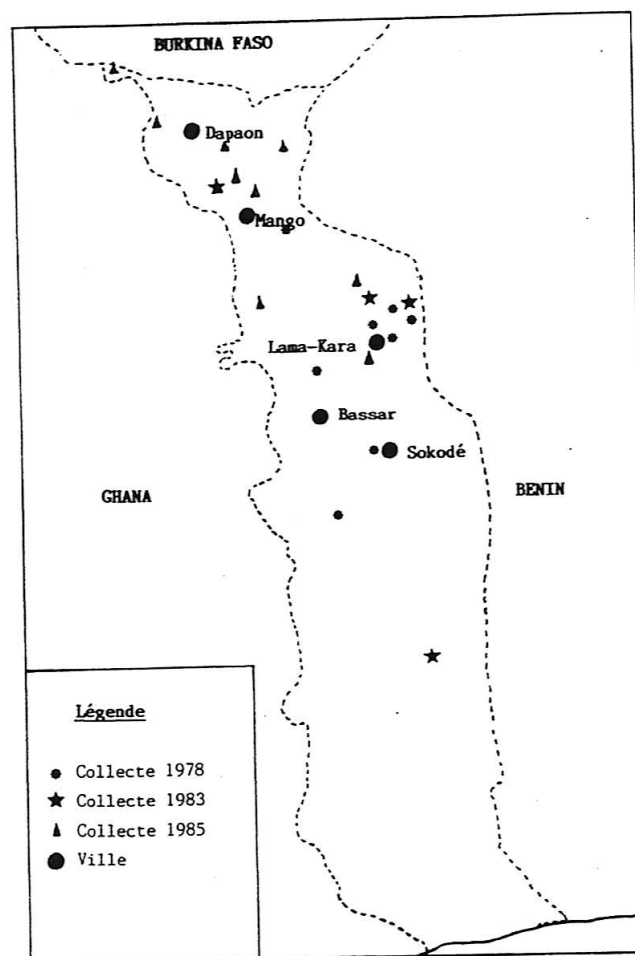 BURKINA FASO
Dapaon
Mango
Lama-Kara
Bassar
Sokodé
GHANA
BENIN
Légende
Collecte 1978
Collecte 1983
Collecte 1985
Ville